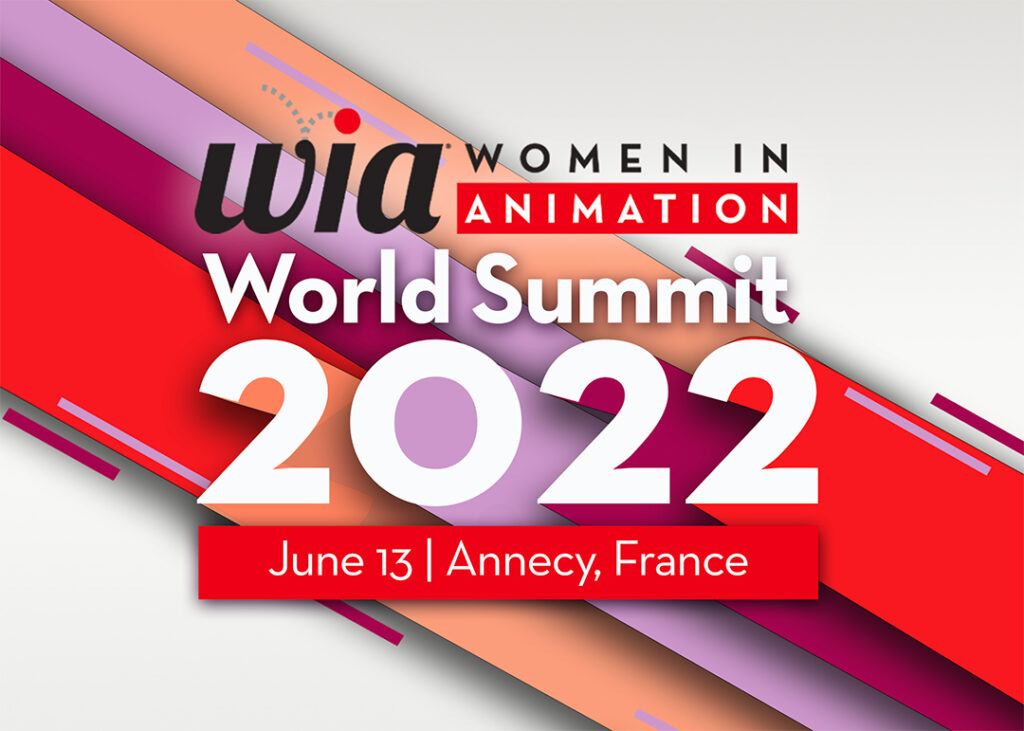 wia® WOMEN IN
ANIMATION
World Summit
2022
June 13 | Annecy, France